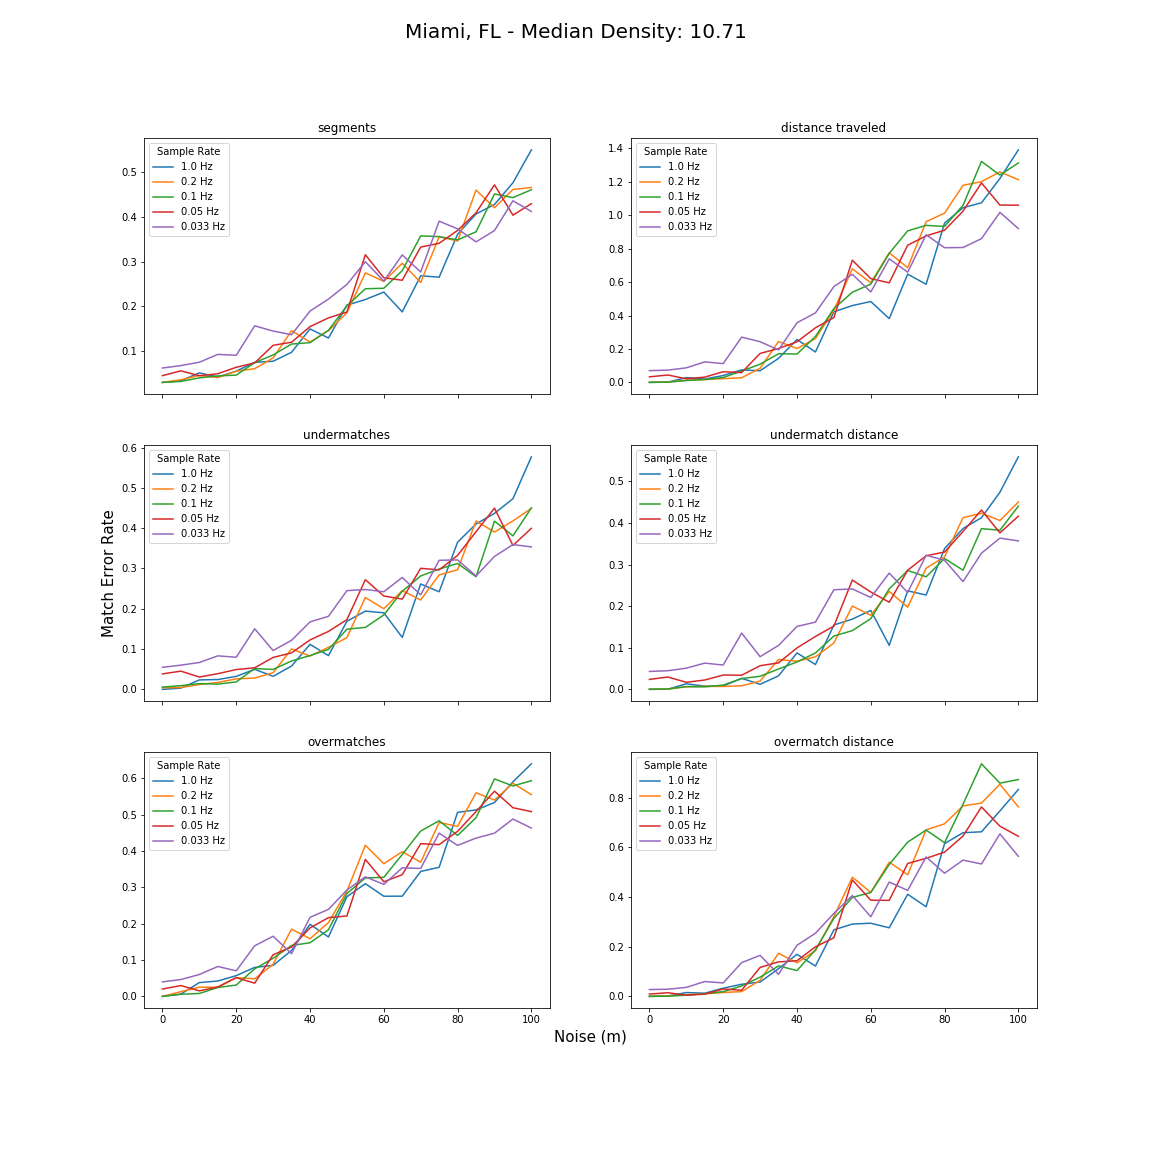 Miami, FL - Median Density: 10.71
segments
Sample Rate
1.0 Hz
0.2 Hz
0.1 Hz
0.05 Hz
0.033 Hz
0.5
0.4
0.3
0.2
0.1
distance traveled
Sample Rate
1.0 Hz
0.2 Hz
0.1 Hz
0.05 Hz
0.033 Hz
1.4
1.2
1.0
0.8
0.6
0.4
0.2
0.0
Match Error Rate
undermatches
Sample Rate
1.0 Hz
0.2 Hz
0.1 Hz
0.05 Hz
0.033 Hz
0.6
0.5
0.4
0.3
0.2
0.1
0.0
undermatch distance
Sample Rate
1.0 Hz
0.2 Hz
0.1 Hz
0.05 Hz
0.033 Hz
0.5
0.4
0.3
0.2
0.1
0.0
overmatches
Sample Rate
1.0 Hz
0.2 Hz
0.1 Hz
0.05 Hz
0.033 Hz
0.6
0.5
0.4
0.3
0.2
0.1
0.0
0 20 40 60 80 100
overmatch distance
Sample Rate
1.0 Hz
0.2 Hz
0.1 Hz
0.05 Hz
0.033 Hz
0.8
0.6
0.4
0.2
0.0
0 20 40 60 80 100
Noise (m)